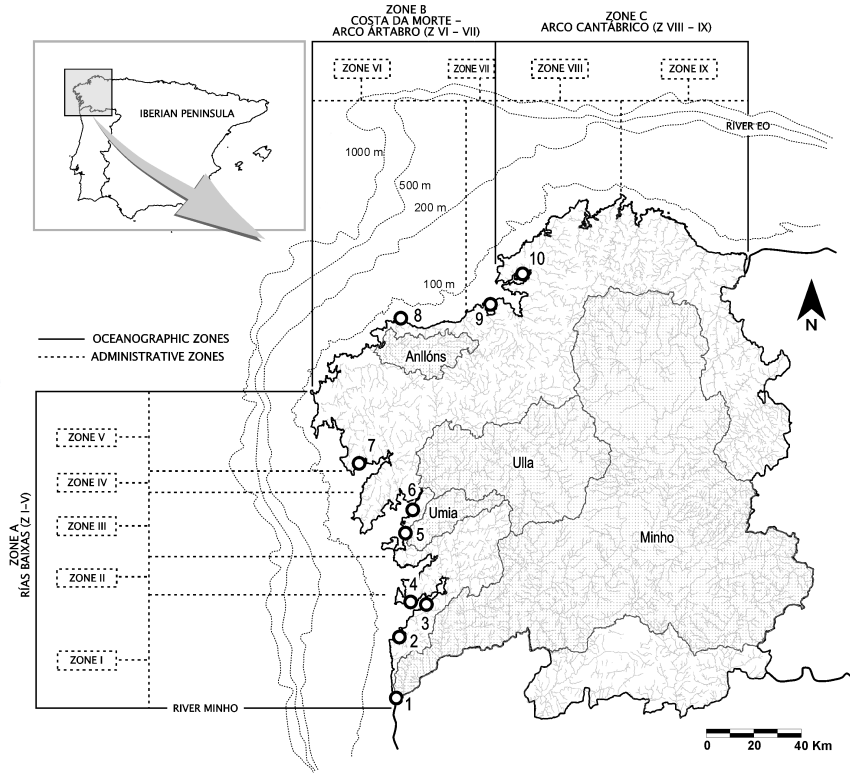 ZONE B
COSTA DA MORTE –
ARCO ÁRTABRO (Z VI – VII)
ZONE C
ARCO CANTÁBRICO (Z VIII – IX)
ZONE VI
ZONE VII
ZONE VIII
ZONE IX
IBERIAN PENINSULA
RIVER EO
1000 m
500 m
200 m
100 m
10
9
8
N
OCEANOGRAPHIC ZONES
ADMINISTRATIVE ZONES
Anllóns
ZONE A
RÍAS BAIXAS (Z I–V)
ZONE V
ZONE IV
ZONE III
ZONE II
ZONE I
7
6
5
4
3
2
1
Ulla
Umia
Minho
RIVER MINHO
0 20 40 Km